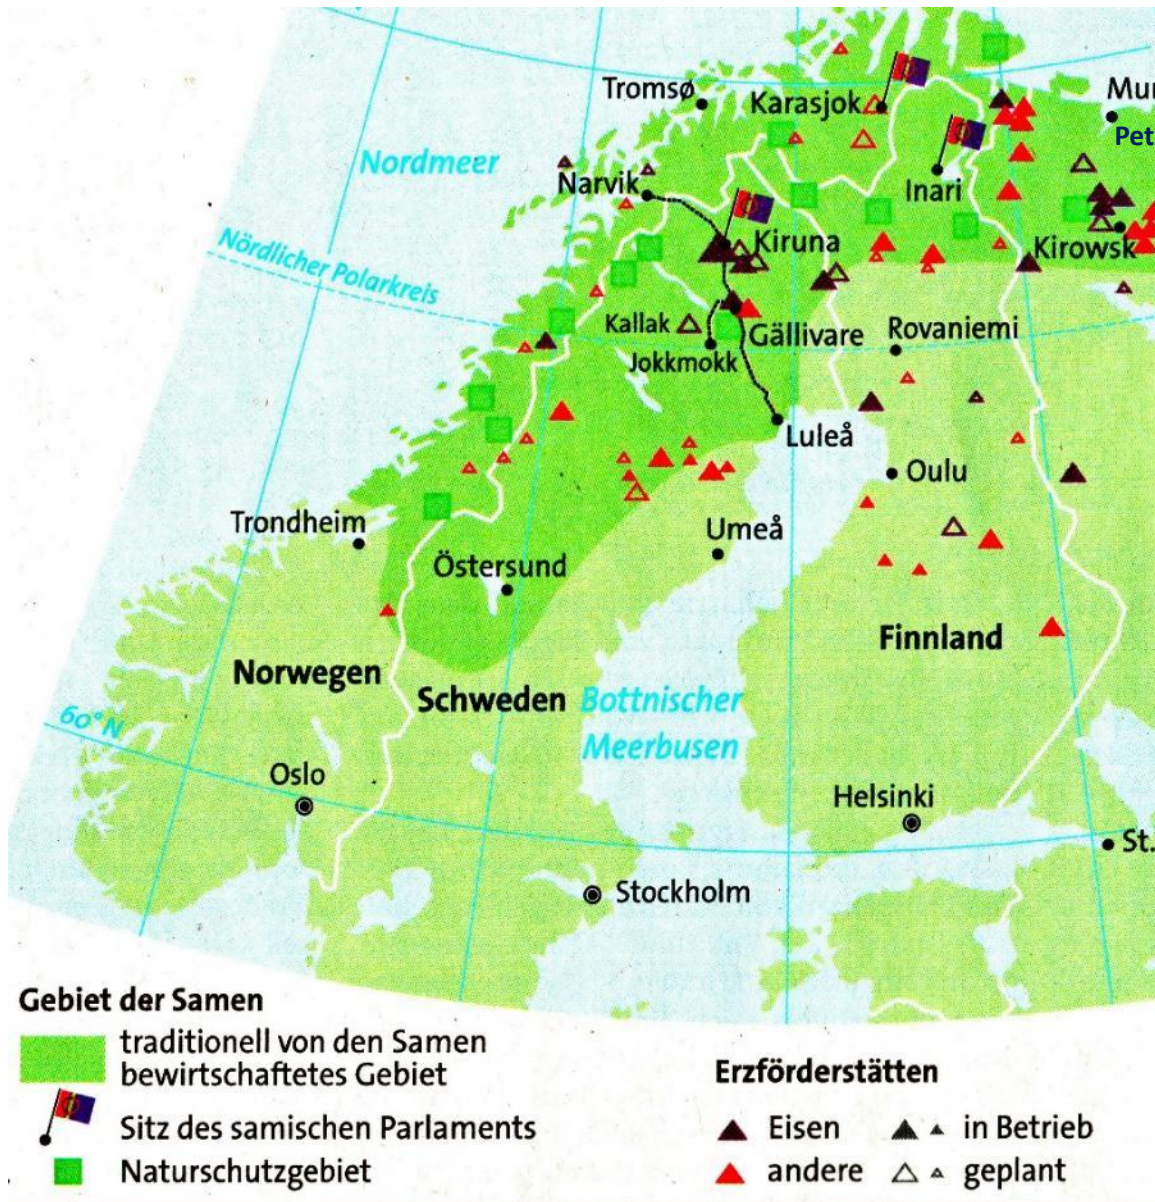 Tromsø
Karasjok
Mur
Pet
Nordmeer
Narvik
Inari
Kiruna
Kirowsk
Nördlicher Polarkreis
Kallak
Gällivare
Rovaniemi
Jokkmokk
Luleå
Oulu
Trondheim
Umeå
Östersund
Finnland
Norwegen
Schweden
Bottnischer
Meerbusen
60° N
Oslo
Helsinki
St.
Stockholm
Gebiet der Samen
traditionell von den Samen
bewirtschaftetes Gebiet
Sitz des samischen Parlaments
Naturschutzgebiet
Erzförderstätten
Eisen
in Betrieb
andere
geplant